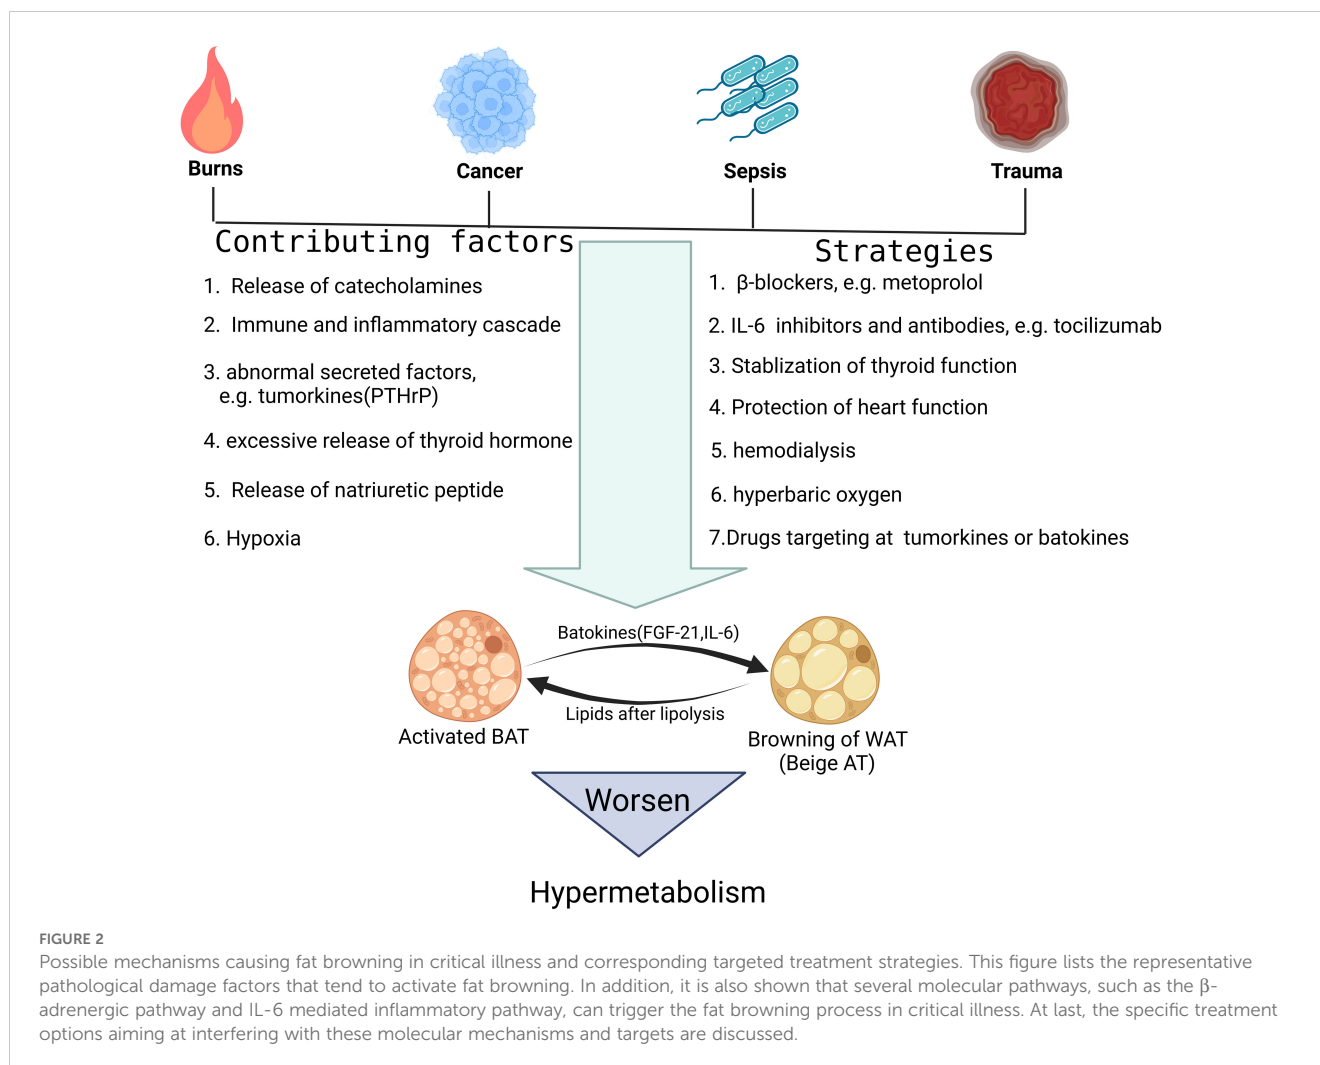 Burns
Cancer
Sepsis
Trauma
Contributing factors
1. Release of catecholamines
2. Immune and inflammatory cascade
3. abnormal secreted factors,
e.g. tumorkines(PTHrP)
4. excessive release of thyroid hormone
5. Release of natriuretic peptide
6. Hypoxia
Strategies
1. β-blockers, e.g. metoprolol
2. IL-6 inhibitors and antibodies, e.g. tocilizumab
3. Stablization of thyroid function
4. Protection of heart function
5. hemodialysis
6. hyperbaric oxygen
7.Drugs targeting at tumorkines or batokines
Batokines(FGF-21,IL-6)
Lipids after lipolysis
Activated BAT
Browning of WAT
(Beige AT)
Worsen
Hypermetabolism
FIGURE 2
Possible mechanisms causing fat browning in critical illness and corresponding targeted treatment strategies. This figure lists the representative
pathological damage factors that tend to activate fat browning. In addition, it is also shown that several molecular pathways, such as the β-
adrenergic pathway and IL-6 mediated inflammatory pathway, can trigger the fat browning process in critical illness. At last, the specific treatment
options aiming at interfering with these molecular mechanisms and targets are discussed.